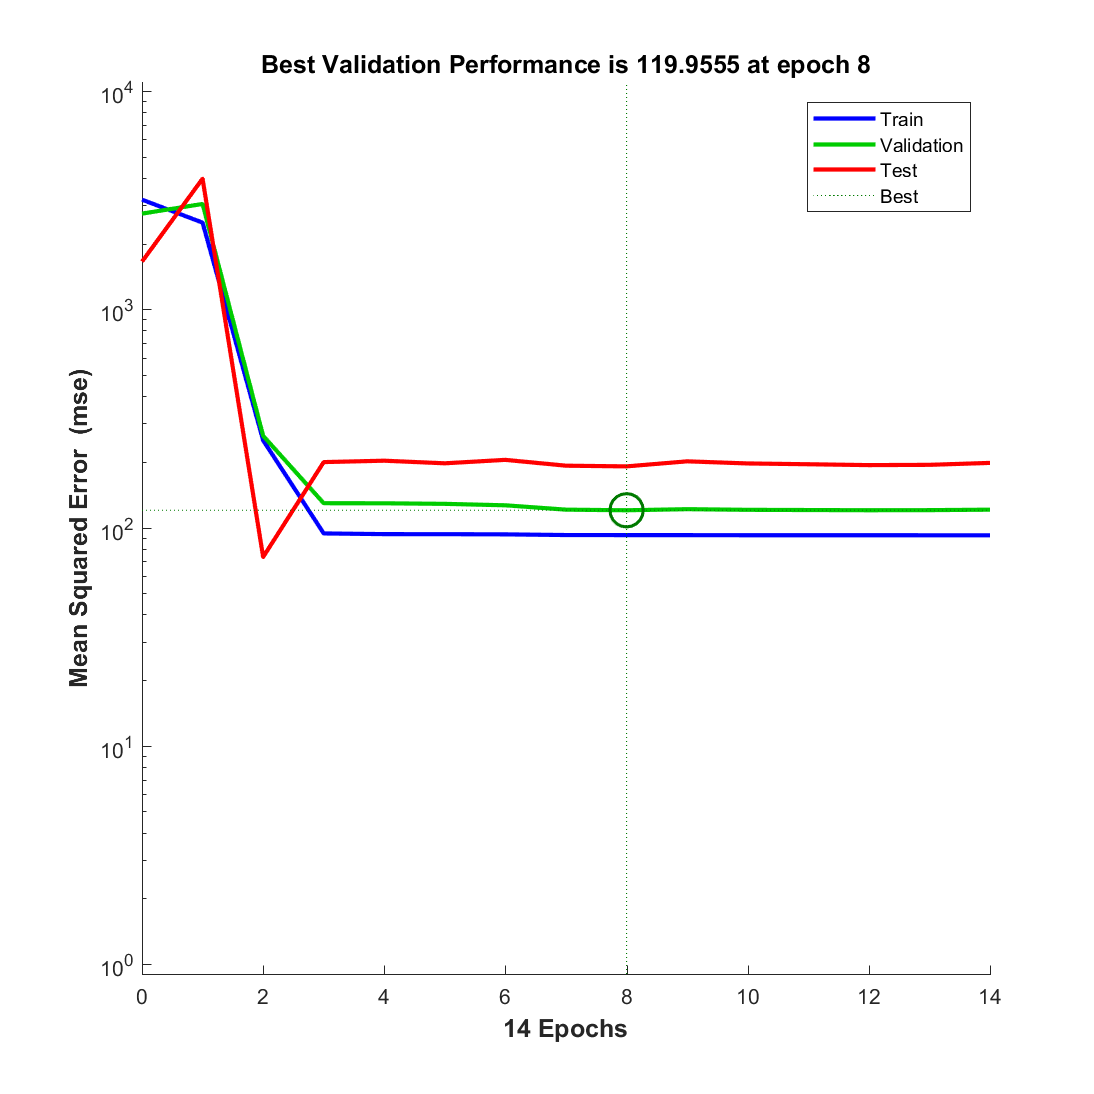 Best Validation Performance is 119.9555 at epoch 8
Mean Squared Error  (mse)
10^4
10^3
10^2
10^1
10^0
Train
Validation
Test
Best
0 2 4 6 8 10 12 14
14 Epochs